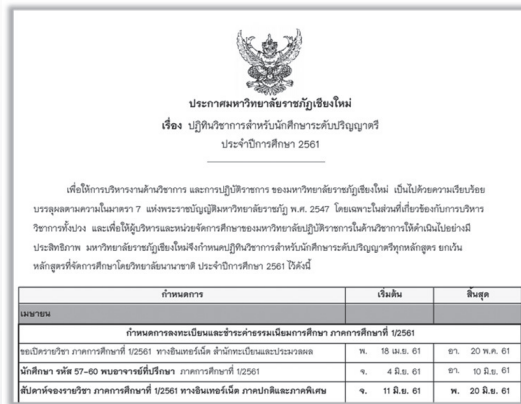 ประกาศมหาวิทยาลัยราชภัฏเชียงใหม่
เรื่อง ปฏิทินวิชาการสำหรับนักศึกษาระดับปริญญาตรี
ประจำปีการศึกษา 2561
เพื่อให้การบริหารงานด้านวิชาการ และการปฏิบัติราชการ ของมหาวิทยาลัยราชภัฏเชียงใหม่ เป็นไปด้วยความเรียบร้อย
บรรลุผลตามความในมาตรา 7 แห่งพระราชบัญญัติมหาวิทยาลัยราชภัฏ พ.ศ. 2547 โดยเฉพาะในส่วนที่เกี่ยวข้องกับการบริหาร
วิชาการทั้งปวง และเพื่อให้ผู้บริหารและหน่วยจัดการศึกษาของมหาวิทยาลัยปฏิบัติราชการในด้านวิชาการให้ดำเนินไปอย่างมี
ประสิทธิภาพ มหาวิทยาลัยราชภัฏเชียงใหม่จึงกำหนดปฏิทินวิชาการสำหรับนักศึกษาระดับปริญญาตรีทุกหลักสูตร ยกเว้น
หลักสูตรที่จัดการศึกษาโดยวิทยาลัยนานาชาติ ประจำปีการศึกษา 2561 ไว้ดังนี้
กำหนดการ เริ่มต้น สิ้นสุด
เมษายน
กำหนดการลงทะเบียนและชำระค่าธรรมเนียมการศึกษา ภาคการศึกษาที่ 1/2561
ขอเปิดรายวิชา ภาคการศึกษาที่ 1/2561 ทางอินเทอร์เน็ต สำนักทะเบียนและประมวลผล พ. 18 เม.ย. 61 อา. 20 พ.ค. 61
นักศึกษา รหัส 57-60 พบอาจารย์ที่ปรึกษา ภาคการศึกษาที่ 1/2561 จ. 4 มิ.ย. 61 อา. 10 มิ.ย. 61
สัปดาห์จองรายวิชา ภาคการศึกษาที่ 1/2561 ทางอินเทอร์เน็ต ภาคปกติและภาคพิเศษ จ. 11 มิ.ย. 61 พ. 20 มิ.ย. 61